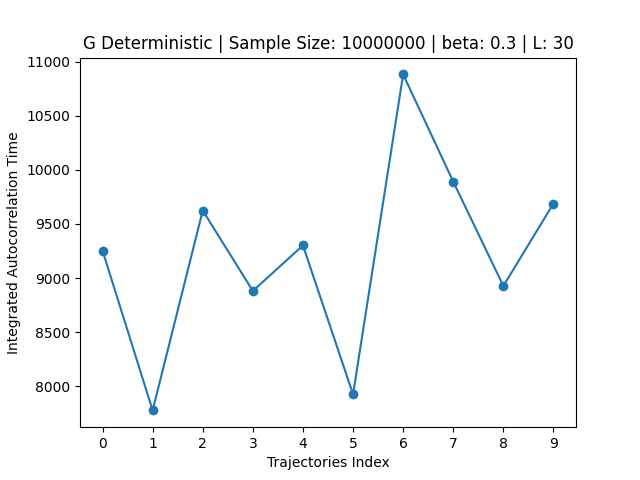 G Deterministic | Sample Size: 10000000 | beta: 0.3 | L: 30
11000
10500
10000
9500
9000
8500
8000
Integrated Autocorrelation Time
0 1 2 3 4 5 6 7 8 9
Trajectories Index